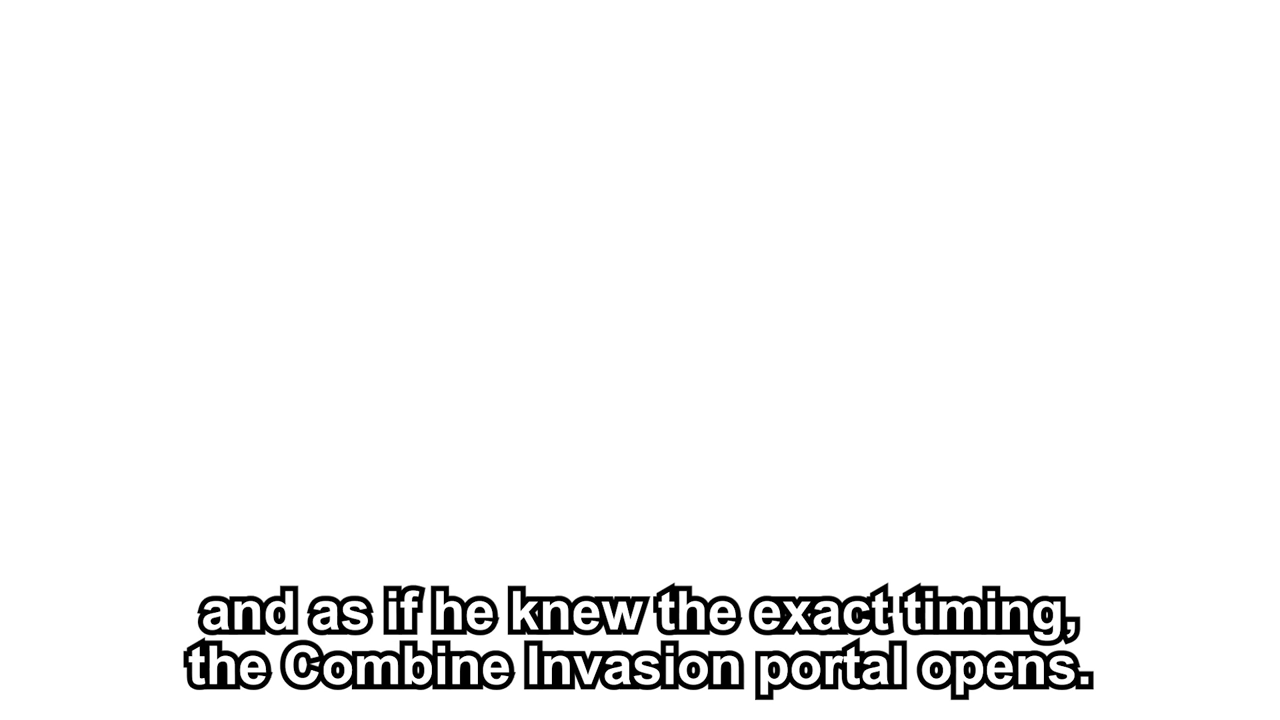 and as if he knew the exact timing,
the Combine Invasion portal opens.